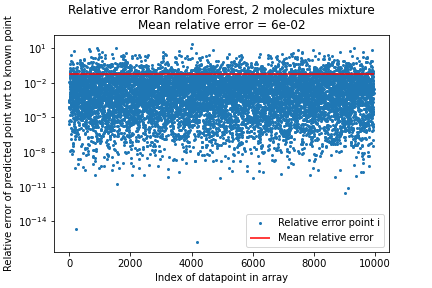 Relative error Random Forest, 2 molecules mixture
Mean relative error = 6e-02
Relative error of predicted point wrt to known point
10¹
10⁻²
10⁻⁵
10⁻⁸
10⁻¹¹
10⁻¹⁴
0
2000
4000
6000
8000
10000
Relative error point i
Mean relative error
Index of datapoint in array